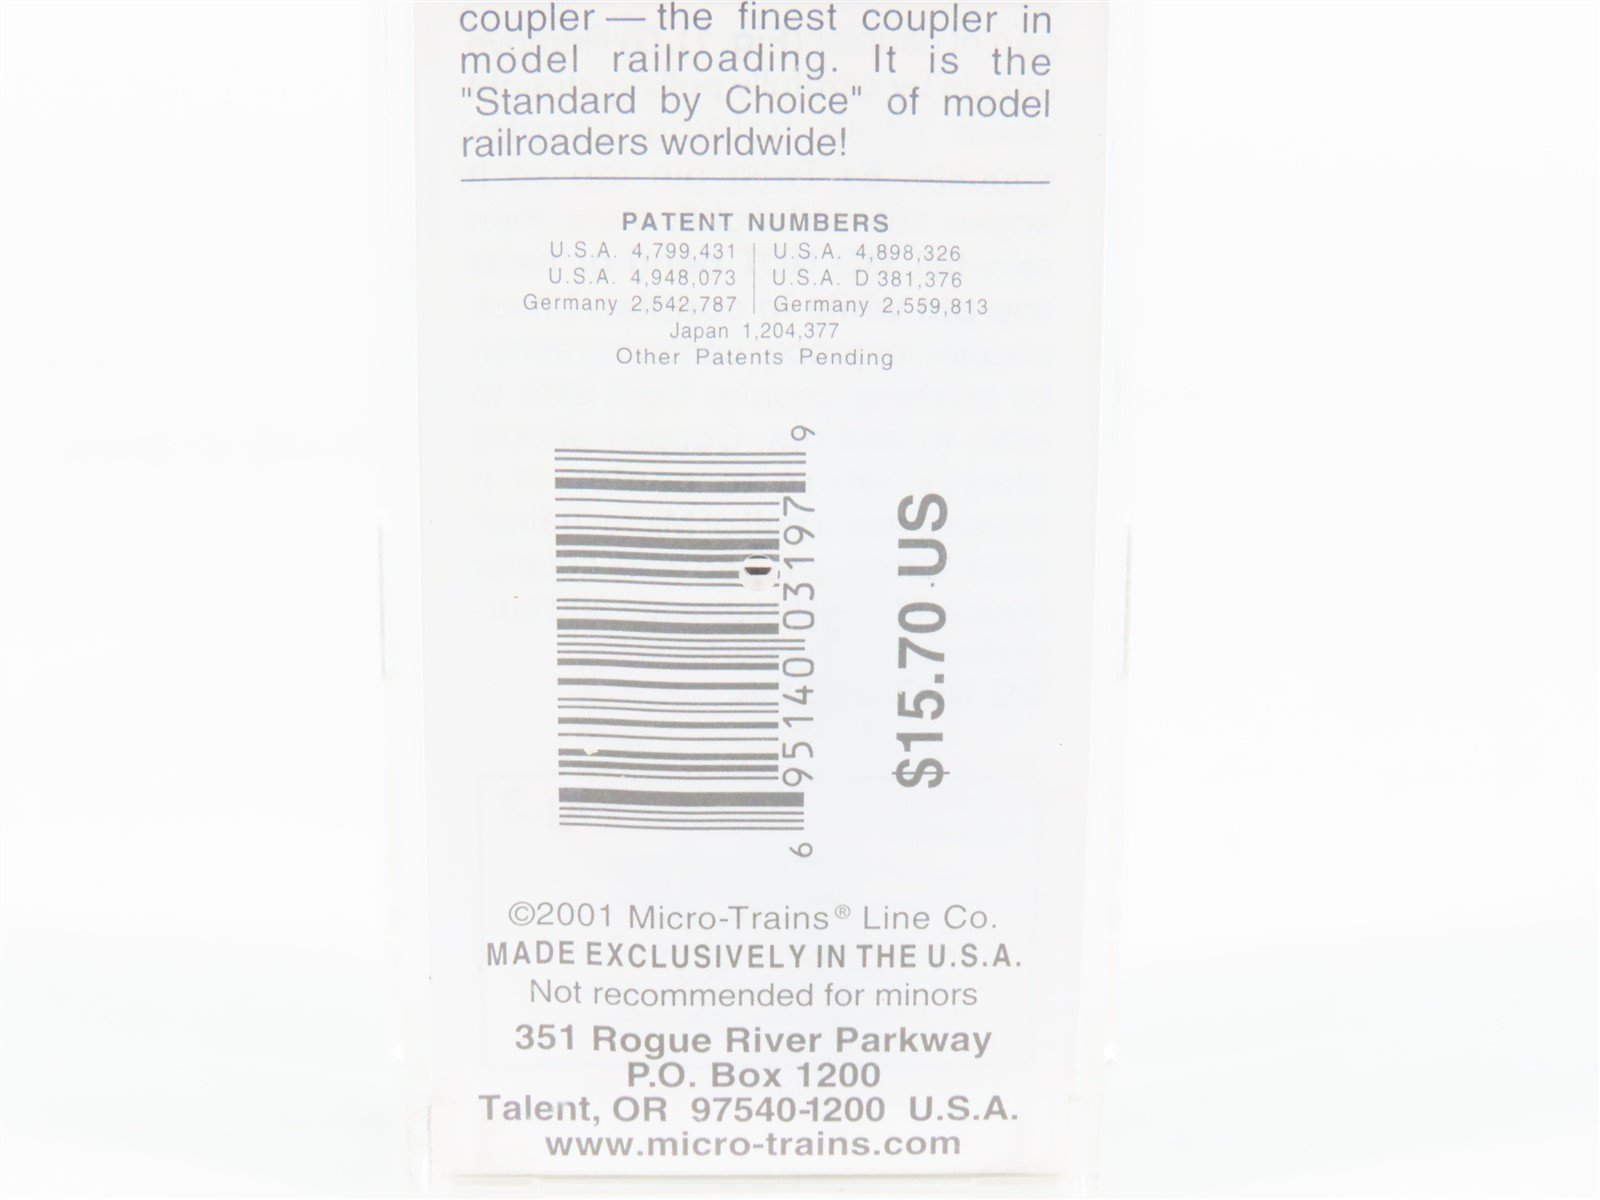 coupler — the finest coupler in
model railroading. It is the
"Standard by Choice" of model
railroaders worldwide!
PATENT NUMBERS
U.S.A. 4,799,431 | U.S.A. 4,898,326
U.S.A. 4,948,073 | U.S.A. D 381,376
Germany 2,542,787 | Germany 2,559,813
Japan 1,204,377
Other Patents Pending
6 95140 03197 9
$15.70 US
©2001 Micro-Trains® Line Co.
MADE EXCLUSIVELY IN THE U.S.A.
Not recommended for minors
351 Rogue River Parkway
P.O. Box 1200
Talent, OR 97540-1200 U.S.A.
www.micro-trains.com